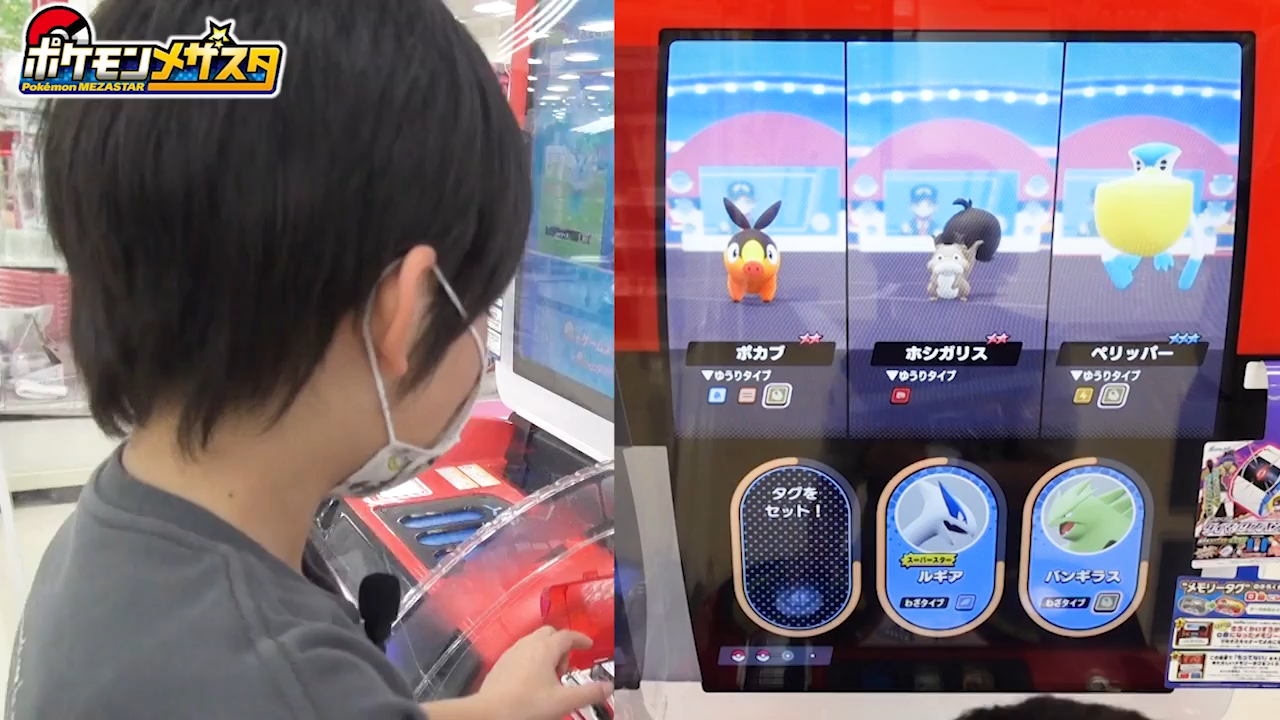 ポケモンメザスタ
Pokémon MEZASTAR
ポカブ
▼ゆうりタイプ
ホシガリス
▼ゆうりタイプ
ペリッパー
▼ゆうりタイプ
タグを
セット！
スーパースター
ルギア
わざタイプ
バンギラス
わざタイプ
"メモリータグ"